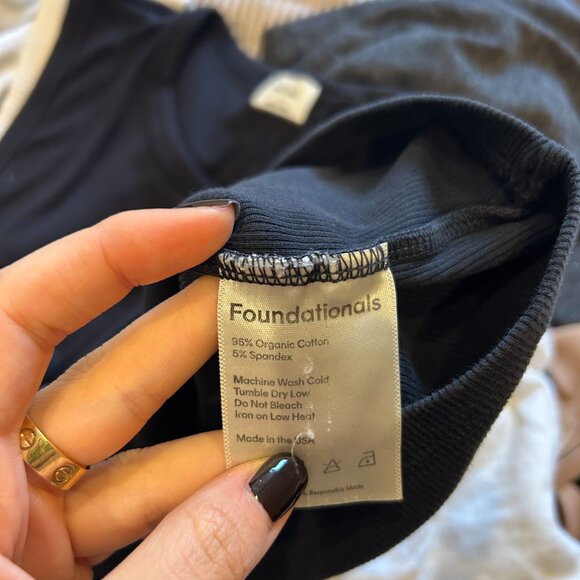 Foundationals
95% Organic Cotton
5% Spandex
Machine Wash Cold
Tumble Dry Low
Do Not Bleach
Iron on Low Heat
Made in the USA
Responsibly Made.